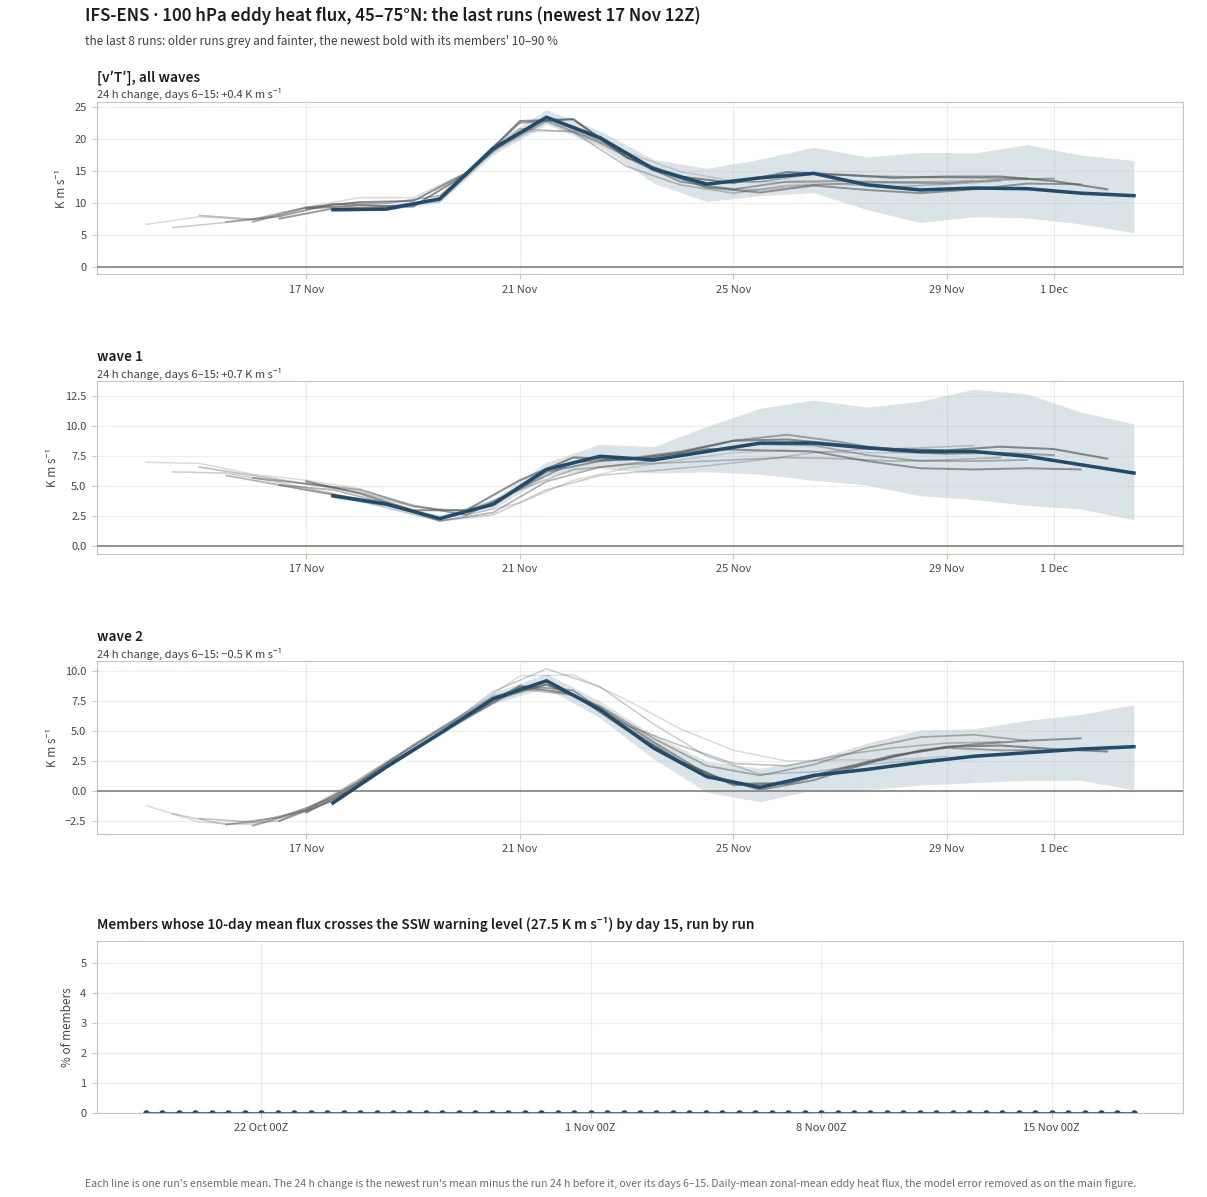 IFS-ENS · 100 hPa eddy heat flux, 45–75°N: the last runs (newest 17 Nov 12Z)
the last 8 runs: older runs grey and fainter, the newest bold with its members' 10–90 %
[v′T′], all waves
24 h change, days 6–15: +0.4 K m s⁻¹
25
20
15
10
5
0
K m s⁻¹
17 Nov
21 Nov
25 Nov
29 Nov
1 Dec
wave 1
24 h change, days 6–15: +0.7 K m s⁻¹
12.5
10.0
7.5
5.0
2.5
0.0
K m s⁻¹
17 Nov
21 Nov
25 Nov
29 Nov
1 Dec
wave 2
24 h change, days 6–15: −0.5 K m s⁻¹
10.0
7.5
5.0
2.5
0.0
−2.5
K m s⁻¹
17 Nov
21 Nov
25 Nov
29 Nov
1 Dec
Members whose 10-day mean flux crosses the SSW warning level (27.5 K m s⁻¹) by day 15, run by run
5
4
3
2
1
0
% of members
22 Oct 00Z
1 Nov 00Z
8 Nov 00Z
15 Nov 00Z
Each line is one run's ensemble mean. The 24 h change is the newest run's mean minus the run 24 h before it, over its days 6–15. Daily-mean zonal-mean eddy heat flux, the model error removed as on the main figure.